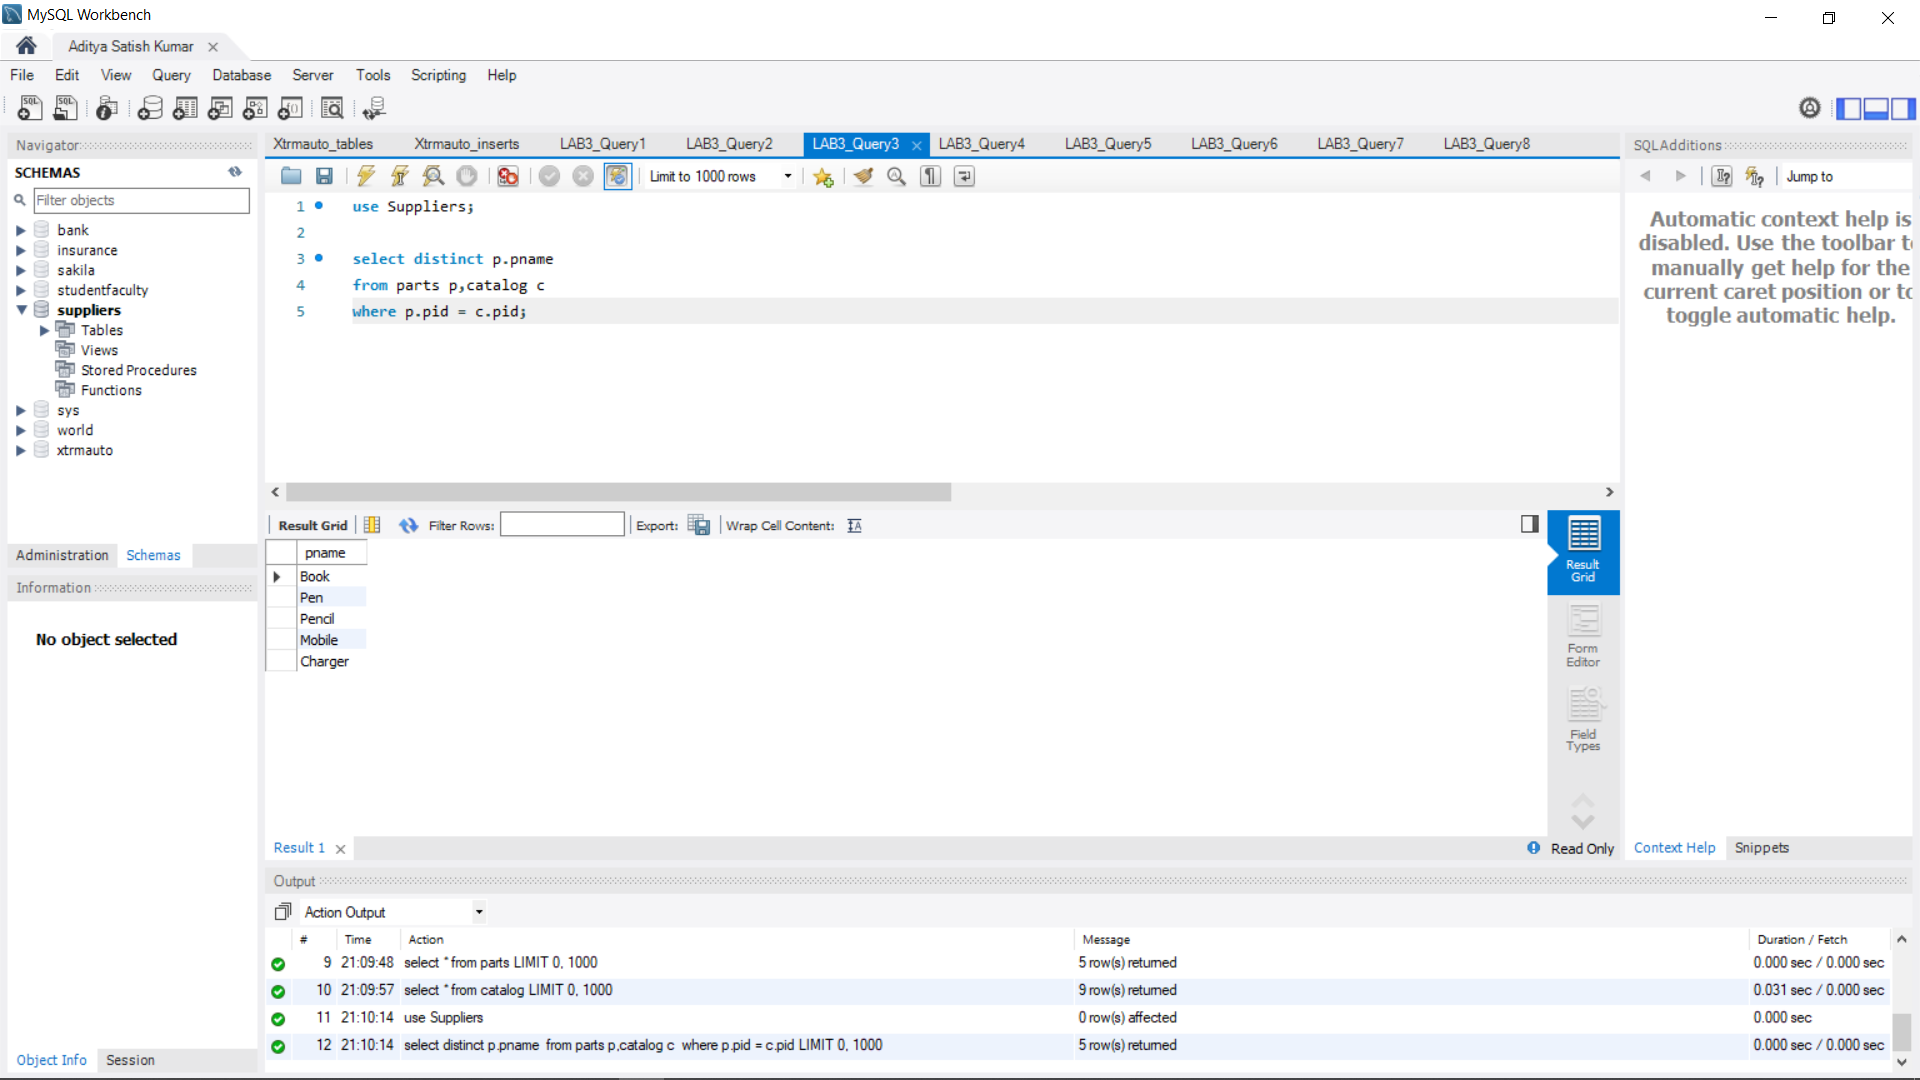 MySQL Workbench
Aditya Satish Kumar
File Edit View Query Database Server Tools Scripting Help
Navigator
SCHEMAS
Filter objects
bank
insurance
sakila
studentfaculty
suppliers
Tables
Views
Stored Procedures
Functions
sys
world
xtrmauto
Administration Schemas
Information
No object selected
Object Info Session
Xtrmauto_tables Xtrmauto_inserts LAB3_Query1 LAB3_Query2 LAB3_Query3 LAB3_Query4 LAB3_Query5 LAB3_Query6 LAB3_Query7 LAB3_Query8
Limit to 1000 rows
1 use Suppliers;
2
3 select distinct p.pname
4 from parts p,catalog c
5 where p.pid = c.pid;
Result Grid Filter Rows: Export: Wrap Cell Content:
pname
Book
Pen
Pencil
Mobile
Charger
Result
Grid
Form
Editor
Field
Types
Result 1
Read Only
SQLAdditions
Jump to
Automatic context help is
disabled. Use the toolbar to
manually get help for the
current caret position or to
toggle automatic help.
Context Help Snippets
Output
Action Output
# Time Action Message Duration / Fetch
9 21:09:48 select * from parts LIMIT 0, 1000 5 row(s) returned 0.000 sec / 0.000 sec
10 21:09:57 select * from catalog LIMIT 0, 1000 9 row(s) returned 0.031 sec / 0.000 sec
11 21:10:14 use Suppliers 0 row(s) affected 0.000 sec
12 21:10:14 select distinct p.pname from parts p,catalog c where p.pid = c.pid LIMIT 0, 1000 5 row(s) returned 0.000 sec / 0.000 sec